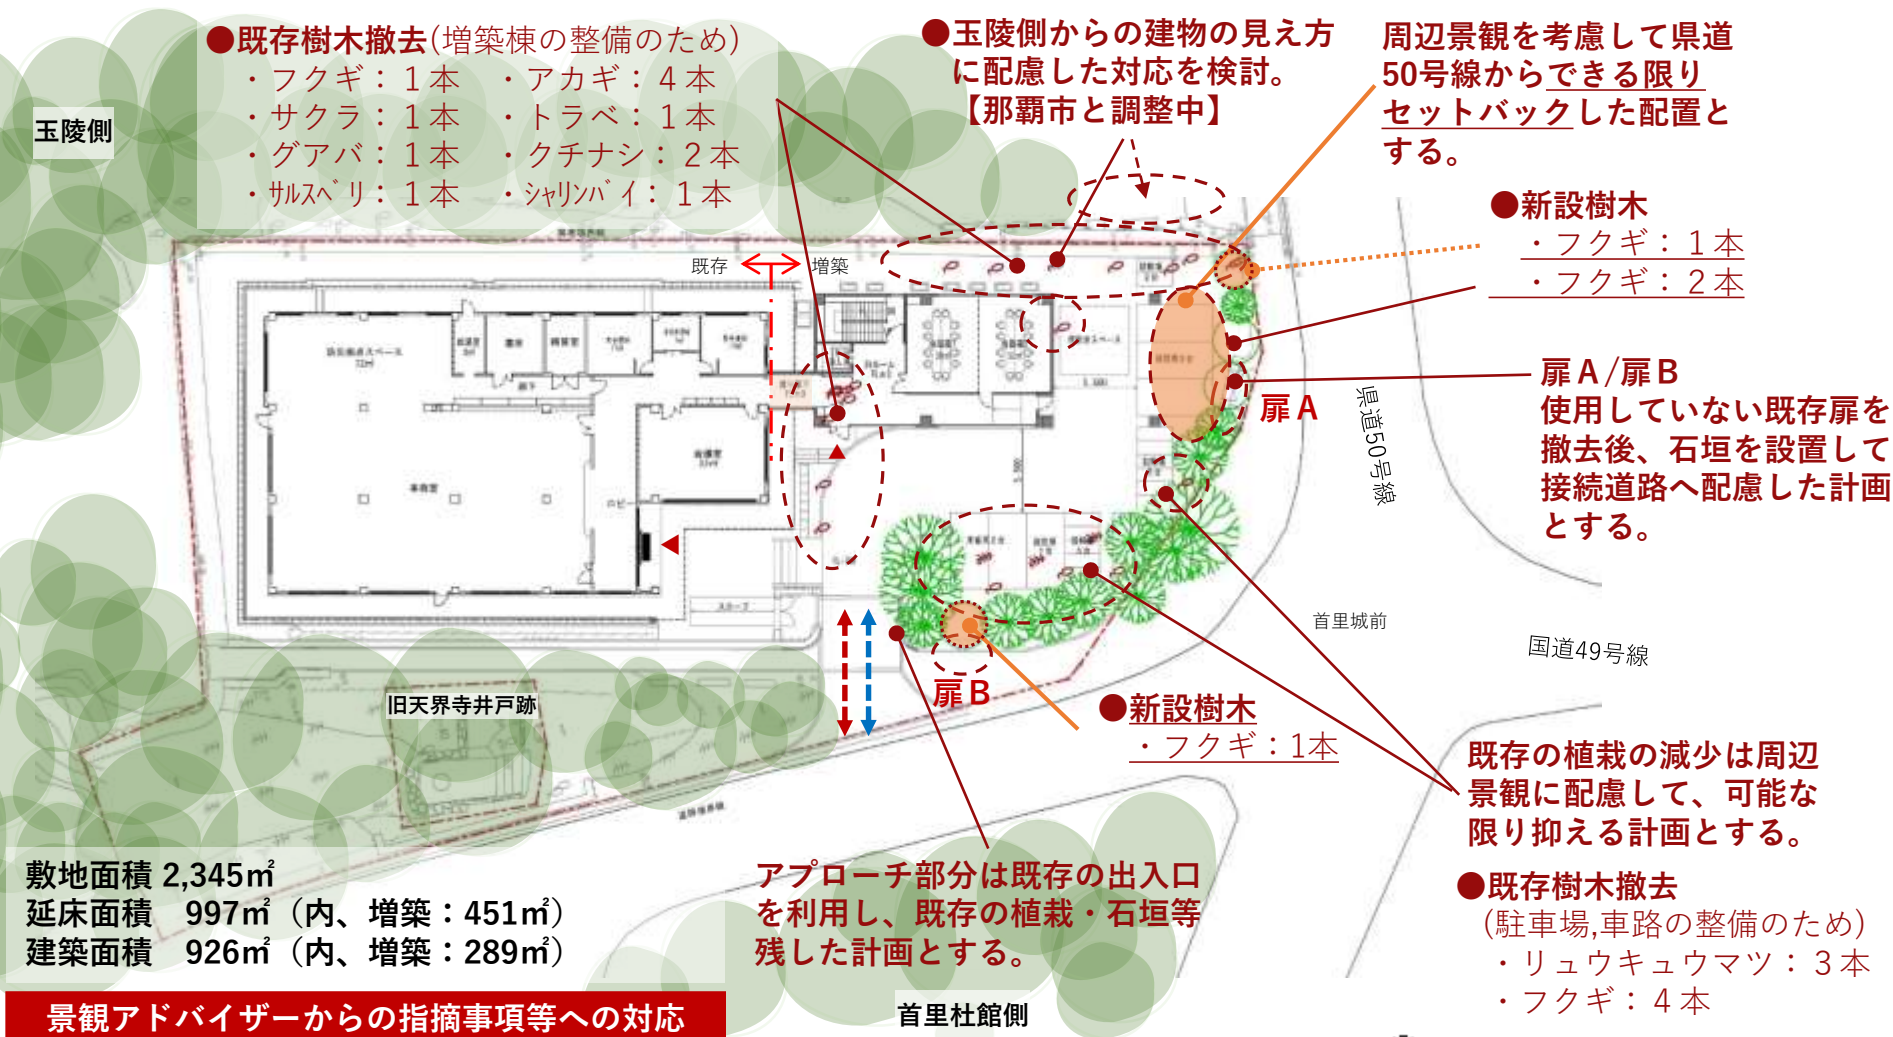 ●既存樹木撤去(増築棟の整備のため)
・フクギ：１本　・アカギ：４本
・サクラ：１本　・トラベ：１本
・グアバ：１本　・クチナシ：２本
・ｻﾙｽﾍﾞﾘ：１本　・ｼｬﾘﾝﾊﾞｲ：１本
玉陵側
●玉陵側からの建物の見え方
に配慮した対応を検討。
【那覇市と調整中】
周辺景観を考慮して県道
50号線からできる限り
セットバックした配置と
する。
●新設樹木
・フクギ：１本
・フクギ：２本
既存
増築
扉Ａ/扉Ｂ
使用していない既存扉を
撤去後、石垣を設置して
接続道路へ配慮した計画
とする。
扉Ａ
県道50号線
事務室
ロビー
スロープ
首里城前
国道49号線
扉Ｂ
旧天界寺井戸跡
●新設樹木
・フクギ：1本
道路境界線
既存の植栽の減少は周辺
景観に配慮して、可能な
限り抑える計画とする。
敷地面積 2,345㎡
延床面積　997㎡（内、増築：451㎡）
建築面積　926㎡（内、増築：289㎡）
アプローチ部分は既存の出入口
を利用し、既存の植栽・石垣等
残した計画とする。
●既存樹木撤去
(駐車場,車路の整備のため)
・リュウキュウマツ：３本
・フクギ：４本
景観アドバイザーからの指摘事項等への対応
首里杜館側